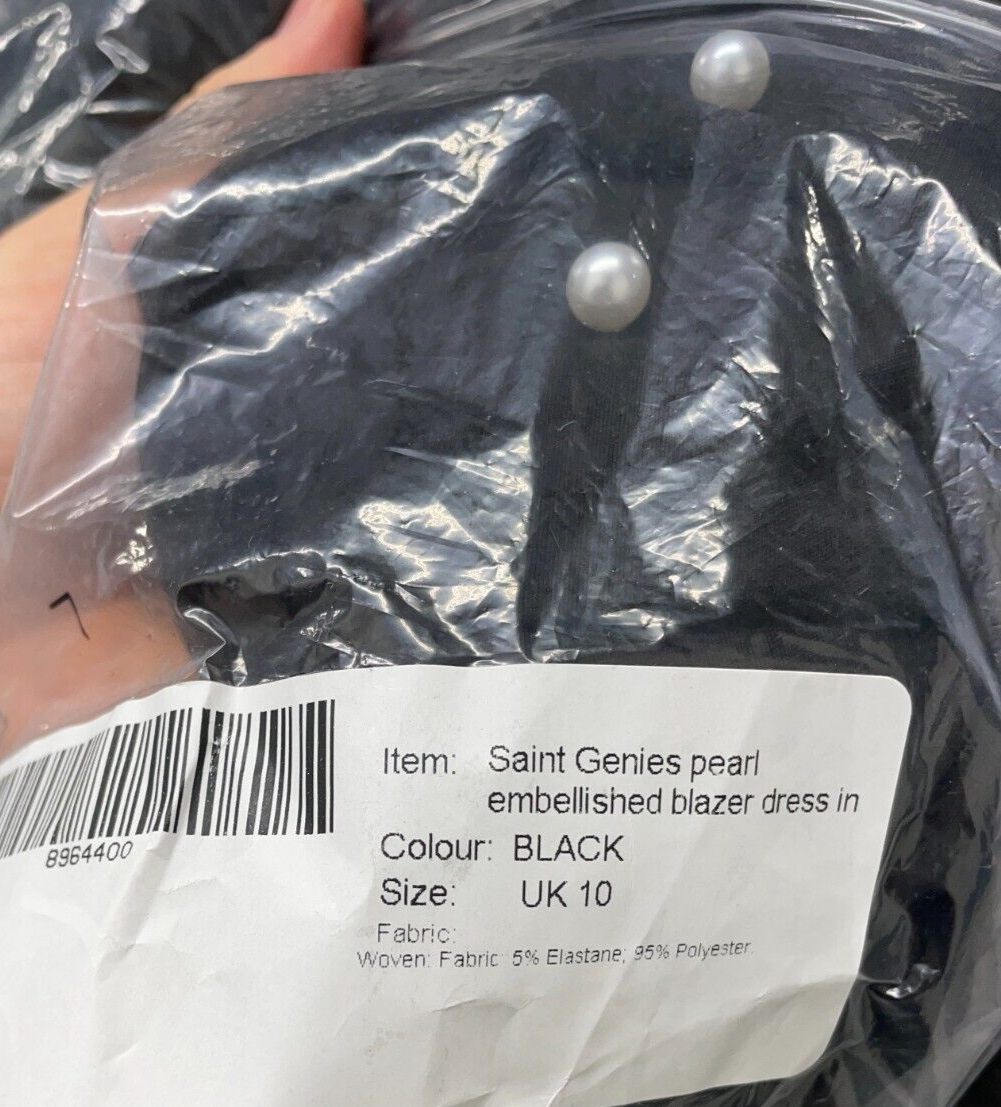 Item: Saint Genies pearl
embellished blazer dress in
Colour: BLACK
Size: UK 10
Fabric:
Woven: Fabric: 5% Elastane; 95% Polyester.
8964400